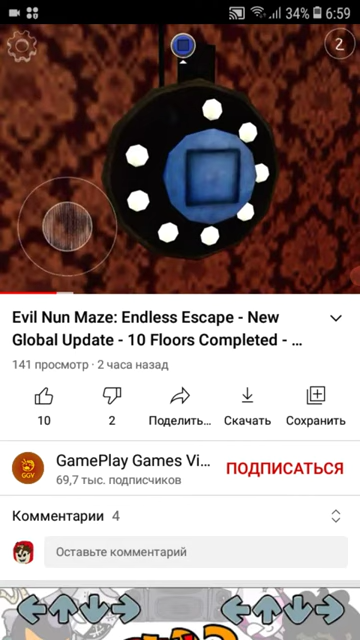 34% 6:59
2
Evil Nun Maze: Endless Escape - New
Global Update - 10 Floors Completed - ...
141 просмотр · 2 часа назад
10
2
Поделить...
Скачать
Сохранить
GGV
GamePlay Games Vi...
69,7 тыс. подписчиков
ПОДПИСАТЬСЯ
Комментарии 4
Оставьте комментарий